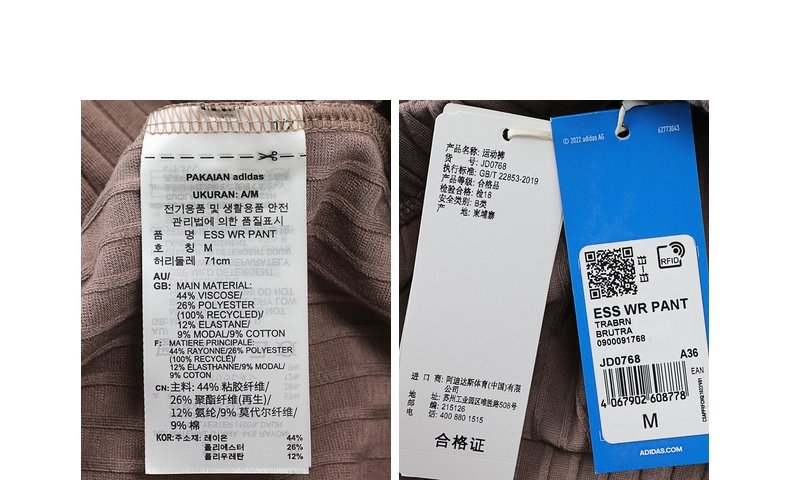 1/2
PAKAIAN adidas
UKURAN: A/M
전기용품 및 생활용품 안전
관리법에 의한 품질표시
품 명 ESS WR PANT
호 칭 M
허리둘레 71cm
AU/
GB: MAIN MATERIAL:
44% VISCOSE/
26% POLYESTER
(100% RECYCLED)/
12% ELASTANE/
9% MODAL/9% COTTON
F: MATIERE PRINCIPALE:
44% RAYONNE/26% POLYESTER
(100% RECYCLÉ)/
12% ÉLASTHANNE/9% MODAL/
9% COTON
CN: 主料: 44% 粘胶纤维/
26% 聚酯纤维(再生)/
12% 氨纶/9% 莫代尔纤维/
9% 棉
KOR: 주소재: 레이온 44%
폴리에스터 26%
폴리우레탄 12%
产品名称: 运动裤
货 号: JD0768
执行标准: GB/T 22853-2019
产品等级: 合格品
检验合格: 检18
安全类别: B类
产 地: 柬埔寨
进 口 商: 阿迪达斯体育(中国)有限
公司
地 址: 苏州工业园区唯胜路508号
邮 编: 215126
电 话: 400 880 1515
合格证
© 2022 adidas AG
62773043
RFID
ESS WR PANT
TRABRN
BRUTRA
0900091768
JD0768
A36
EAN
4 067902 608778
M
ADIDAS.COM